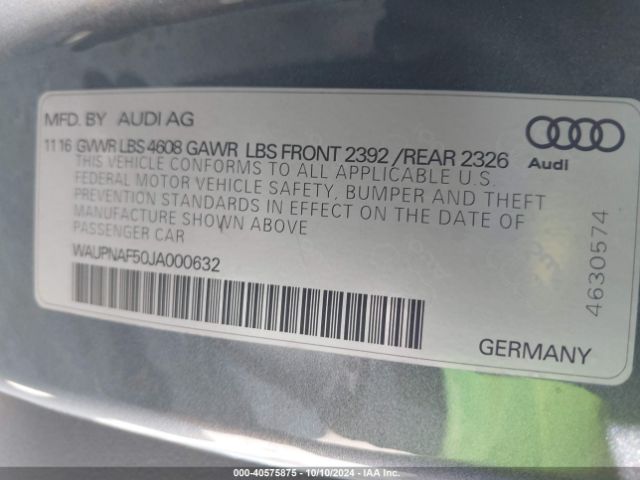 MFD. BY AUDI AG
11 16 GVWR LBS 4608 GAWR LBS FRONT 2392 /REAR 2326
THIS VEHICLE CONFORMS TO ALL APPLICABLE U.S.
FEDERAL MOTOR VEHICLE SAFETY, BUMPER AND THEFT
PREVENTION STANDARDS IN EFFECT ON THE DATE OF
MANUFACTURE SHOWN ABOVE
PASSENGER CAR
WAUPNAF50JA000632
Audi
4630574
GERMANY
000-40575875 - 10/10/2024 - IAA Inc.